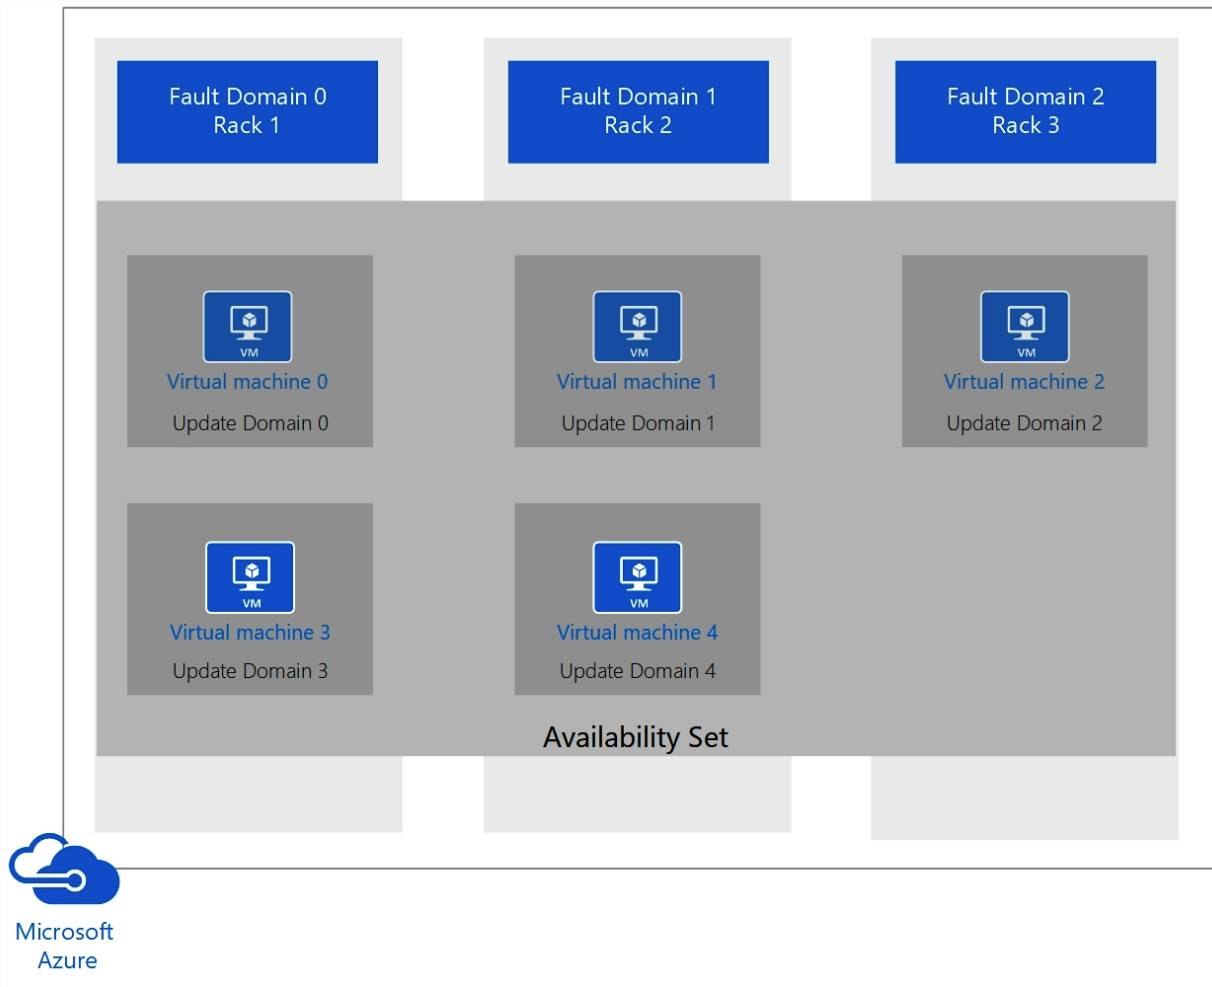 Fault Domain 0
Rack 1
Fault Domain 1
Rack 2
Fault Domain 2
Rack 3
VM
Virtual machine 0
Update Domain 0
VM
Virtual machine 1
Update Domain 1
VM
Virtual machine 2
Update Domain 2
VM
Virtual machine 3
Update Domain 3
VM
Virtual machine 4
Update Domain 4
Availability Set
Microsoft
Azure